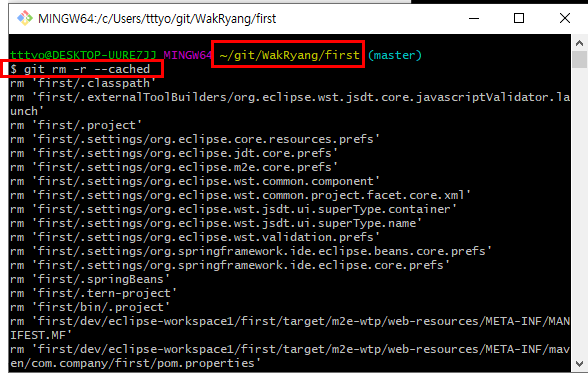 MINGW64:/c/Users/tttyo/git/WakRyang/first
tttyo@DESKTOP-UUREZJJ MINGW64 ~/git/WakRyang/first (master)
$ git rm -r --cached
rm 'first/.classpath'
rm 'first/.externalToolBuilders/org.eclipse.wst.jsdt.core.javascriptValidator.la
unch'
rm 'first/.project'
rm 'first/.settings/org.eclipse.core.resources.prefs'
rm 'first/.settings/org.eclipse.jdt.core.prefs'
rm 'first/.settings/org.eclipse.m2e.core.prefs'
rm 'first/.settings/org.eclipse.wst.common.component'
rm 'first/.settings/org.eclipse.wst.common.project.facet.core.xml'
rm 'first/.settings/org.eclipse.wst.jsdt.ui.superType.container'
rm 'first/.settings/org.eclipse.wst.jsdt.ui.superType.name'
rm 'first/.settings/org.eclipse.wst.validation.prefs'
rm 'first/.settings/org.springframework.ide.eclipse.beans.core.prefs'
rm 'first/.settings/org.springframework.ide.eclipse.core.prefs'
rm 'first/.springBeans'
rm 'first/.tern-project'
rm 'first/bin/.project'
rm 'first/dev/eclipse-workspace1/first/target/m2e-wtp/web-resources/META-INF/MAN
IFEST.MF'
rm 'first/dev/eclipse-workspace1/first/target/m2e-wtp/web-resources/META-INF/mav
en/com.company/first/pom.properties'